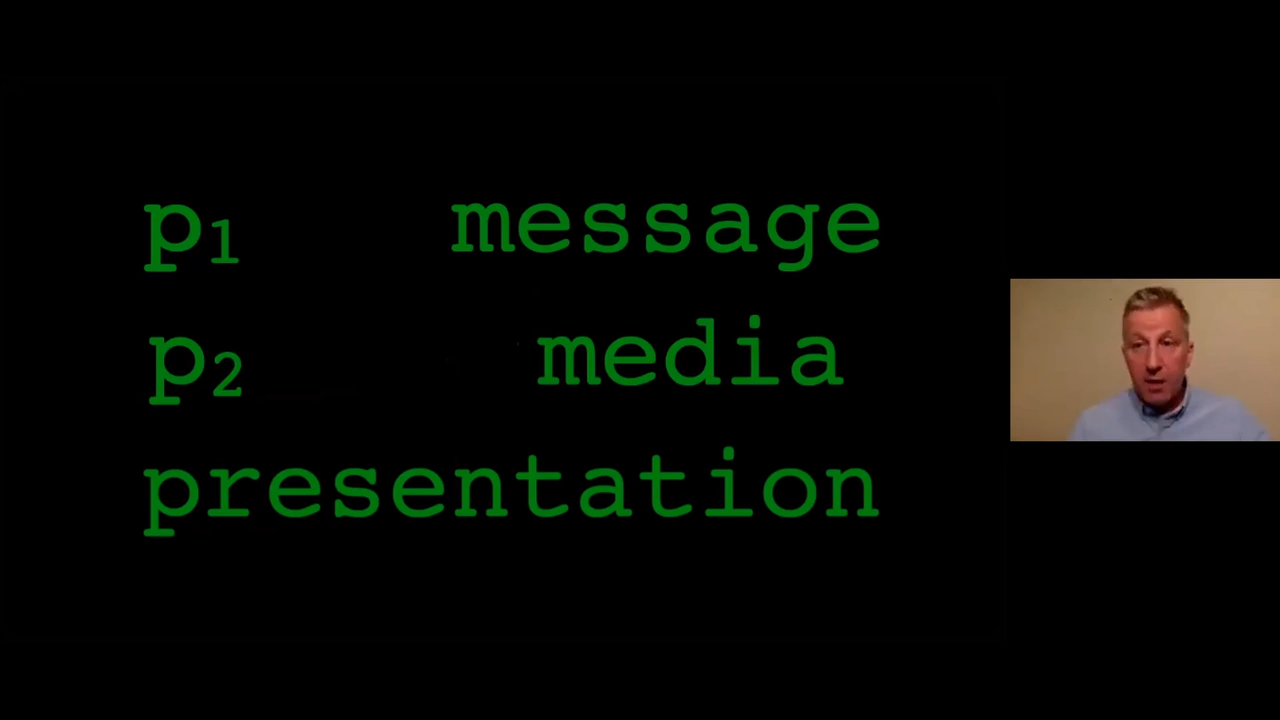 p₁ message
p₂ media
presentation